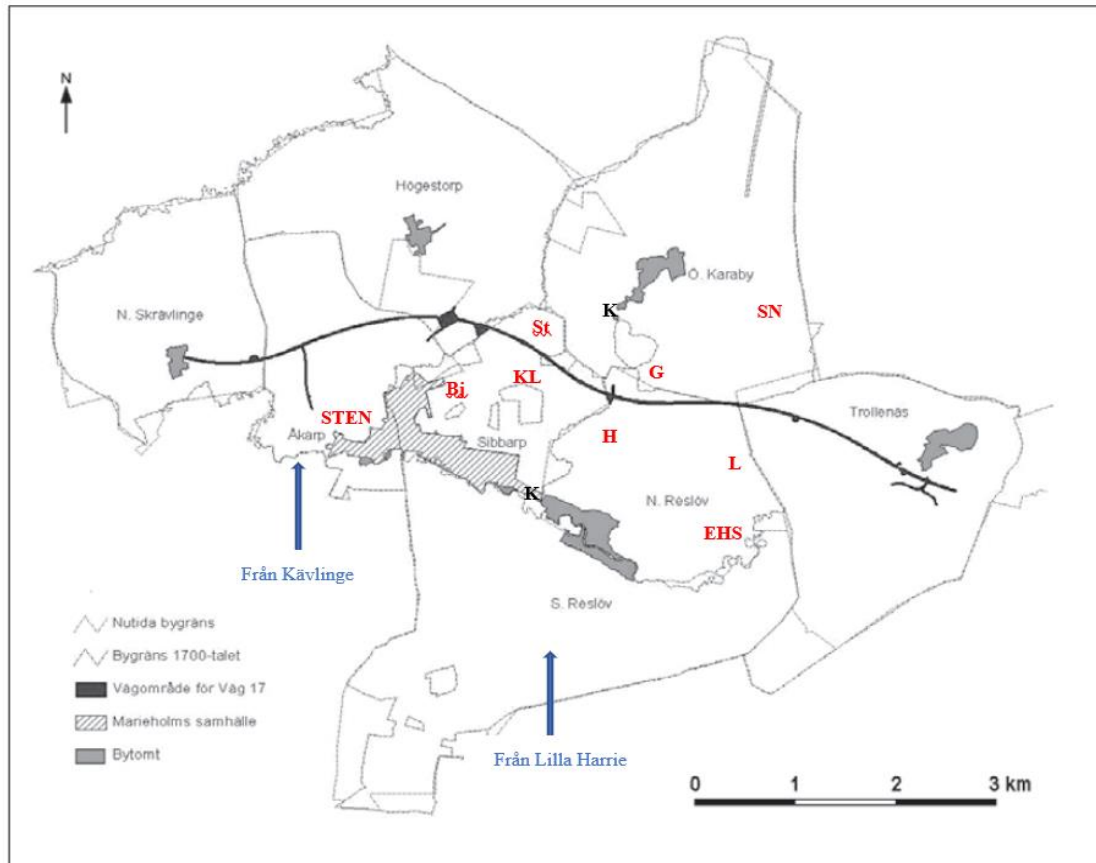 N
Högestorp
Ö. Karaby
K
SN
N. Skrävlinge
St
G
KL
Bj
Trollenäs
STEN
Åkarp
Sibbarp
H
L
K
N. Reslöv
EHS
Från Kävlinge
S. Reslöv
Nutida bygräns
Bygräns 1700-talet
Vägområde för Väg 17
Marieholms samhälle
Bytomt
Från Lilla Harrie
0 1 2 3 km